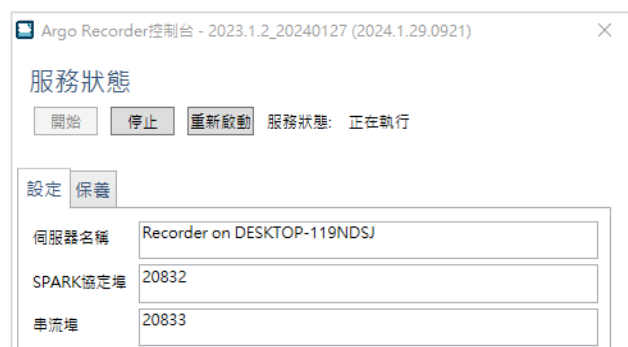 Argo Recorder控制台 - 2023.1.2_20240127 (2024.1.29.0921)
服務狀態
開始 停止 重新啟動 服務狀態: 正在執行
設定 保養
伺服器名稱 Recorder on DESKTOP-119NDSJ
SPARK協定埠 20832
串流埠 20833